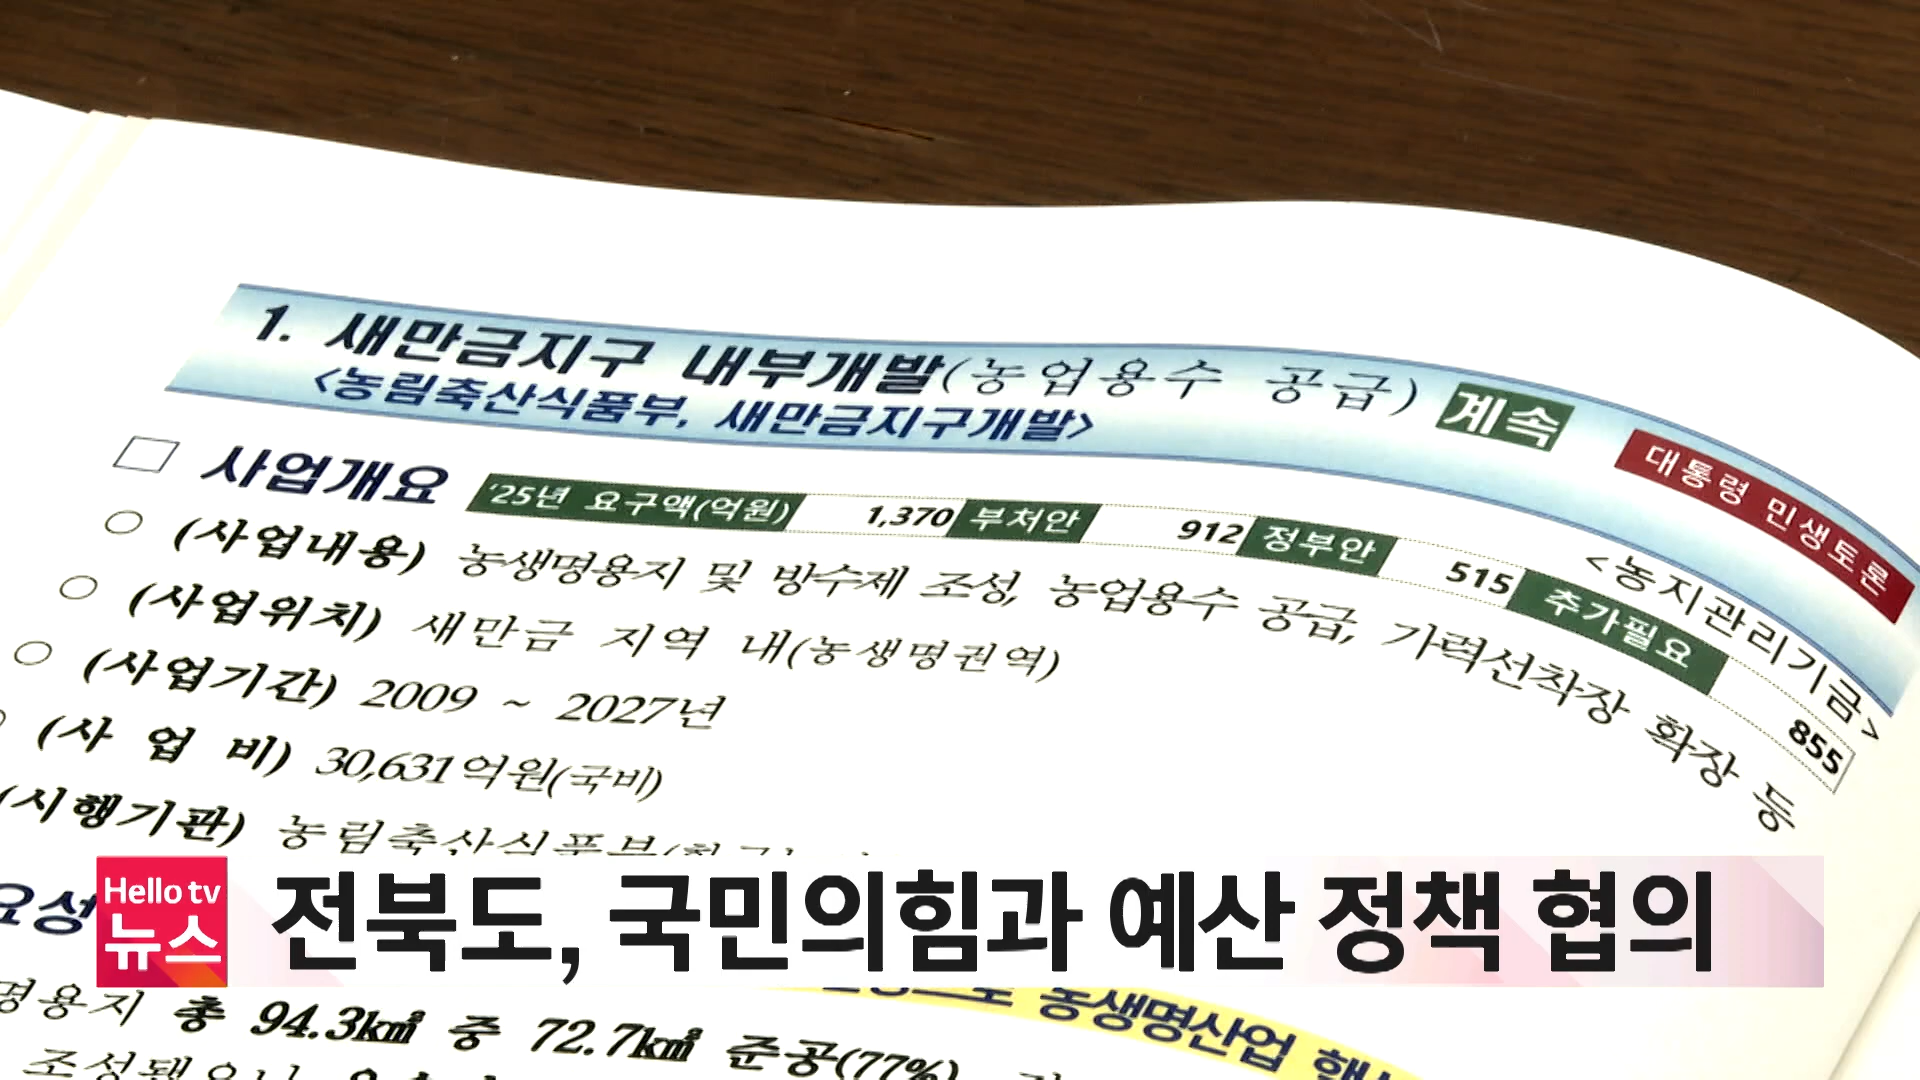 1. 새만금지구 내부개발(농업용수 공급) 계속
대통령 민생토론
<농림축산식품부, 새만금지구개발>
<농지관리기금>
□ 사업개요 '25년 요구액(억원) 1,370 부처안 912 정부안 515 추가필요 855
○ (사업내용) 농생명용지 및 방수제 조성, 농업용수 공급, 가력선착장 확장 등
○ (사업위치) 새만금 지역 내(농생명권역)
○ (사업기간) 2009 ~ 2027년
(사 업 비) 30,631억원(국비)
(시행기관) 농림축산식품부
요성
Hello tv
뉴스
전북도, 국민의힘과 예산 정책 협의
농생명산업
명용지 총 94.3㎢ 중 72.7㎢ 준공(77%),